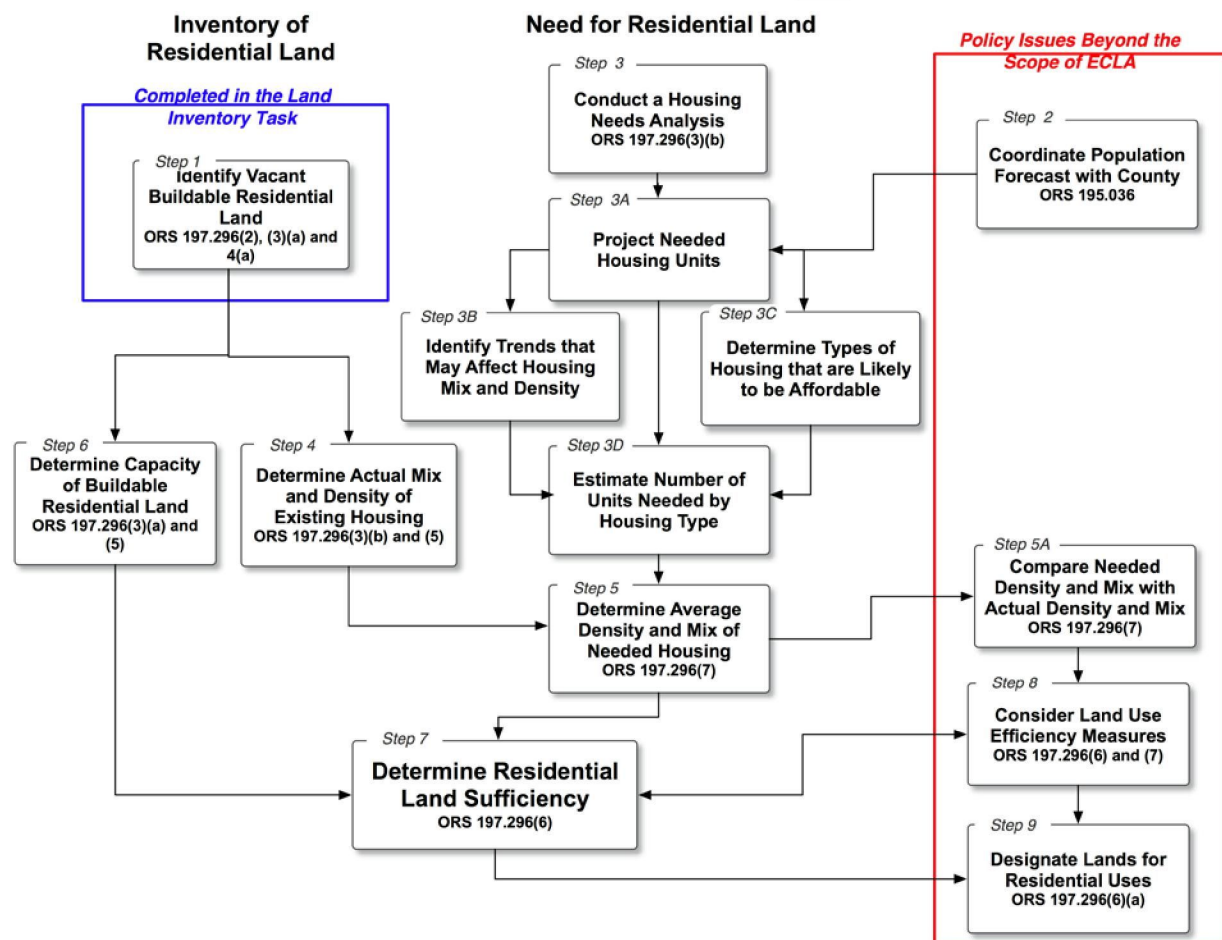 Inventory of
Residential Land
Completed in the Land
Inventory Task
Step 1
Identify Vacant
Buildable Residential
Land
ORS 197.296(2), (3)(a) and
4(a)
Need for Residential Land
Step 3
Conduct a Housing
Needs Analysis
ORS 197.296(3)(b)
Step 3A
Project Needed
Housing Units
Step 3B
Identify Trends that
May Affect Housing
Mix and Density
Step 3C
Determine Types of
Housing that are Likely
to be Affordable
Policy Issues Beyond the
Scope of ECLA
Step 2
Coordinate Population
Forecast with County
ORS 195.036
Step 6
Determine Capacity
of Buildable
Residential Land
ORS 197.296(3)(a) and
(5)
Step 4
Determine Actual Mix
and Density of
Existing Housing
ORS 197.296(3)(b) and (5)
Step 3D
Estimate Number of
Units Needed by
Housing Type
Step 5
Determine Average
Density and Mix of
Needed Housing
ORS 197.296(7)
Step 5A
Compare Needed
Density and Mix with
Actual Density and Mix
ORS 197.296(7)
Step 7
Determine Residential
Land Sufficiency
ORS 197.296(6)
Step 8
Consider Land Use
Efficiency Measures
ORS 197.296(6) and (7)
Step 9
Designate Lands for
Residential Uses
ORS 197.296(6)(a)